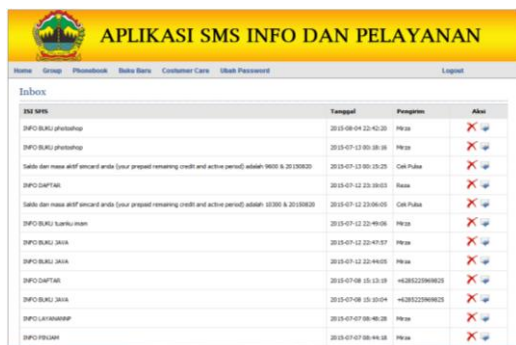 APLIKASI SMS INFO DAN PELAYANAN
Home Group Phonebook Buku Baru Costumer Care Ubah Password Logout
Inbox
ISI SMS Tanggal Pengirim Aksi
INFO BUKU photoshop 2015-08-04 22:42:20 Mirza
INFO BUKU photoshop 2015-07-13 00:18:16 Mirza
Saldo dan masa aktif simcard anda (your prepaid remaining credit and active period) adalah 9600 & 20150820 2015-07-13 00:15:25 Cek Pulsa
INFO DAFTAR 2015-07-12 23:19:03
Saldo dan masa aktif simcard anda (your prepaid remaining credit and active period) adalah 10350 & 20150820 2015-07-12 23:06:05 Cek Pulsa
INFO BUKU tuanku imam 2015-07-12 22:49:06 Mirza
INFO BUKU JAVA 2015-07-12 22:47:57 Mirza
INFO BUKU JAVA 2015-07-12 22:44:05 Mirza
INFO DAFTAR 2015-07-08 15:13:19 +6285225969825
INFO BUKU JAVA 2015-07-08 15:10:04 +6285225969825
INFO LAYANANNP 2015-07-07 08:48:28 Mirza
INFO PINJAM 2015-07-07 08:44:18 Mirza